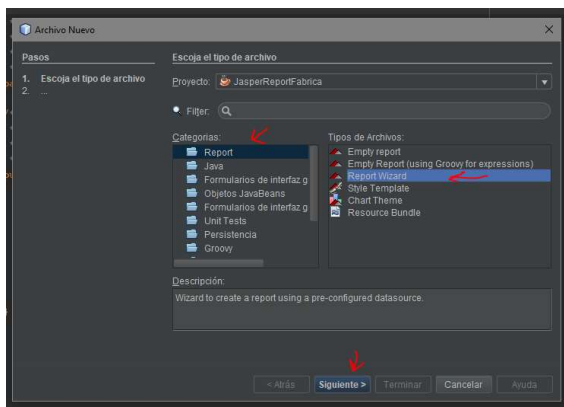 Archivo Nuevo
Pasos
1. Escoja el tipo de archivo
2. ...
Escoja el tipo de archivo
Proyecto: JasperReportFabrica
Filter:
Categorías:
Report
Java
Formularios de interfaz g
Objetos JavaBeans
Formularios de interfaz g
Unit Tests
Persistencia
Groovy
Tipos de Archivos:
Empty report
Empty Report (using Groovy for expressions)
Report Wizard
Style Template
Chart Theme
Resource Bundle
Descripción:
Wizard to create a report using a pre-configured datasource.
< Atrás Siguiente > Terminar Cancelar Ayuda